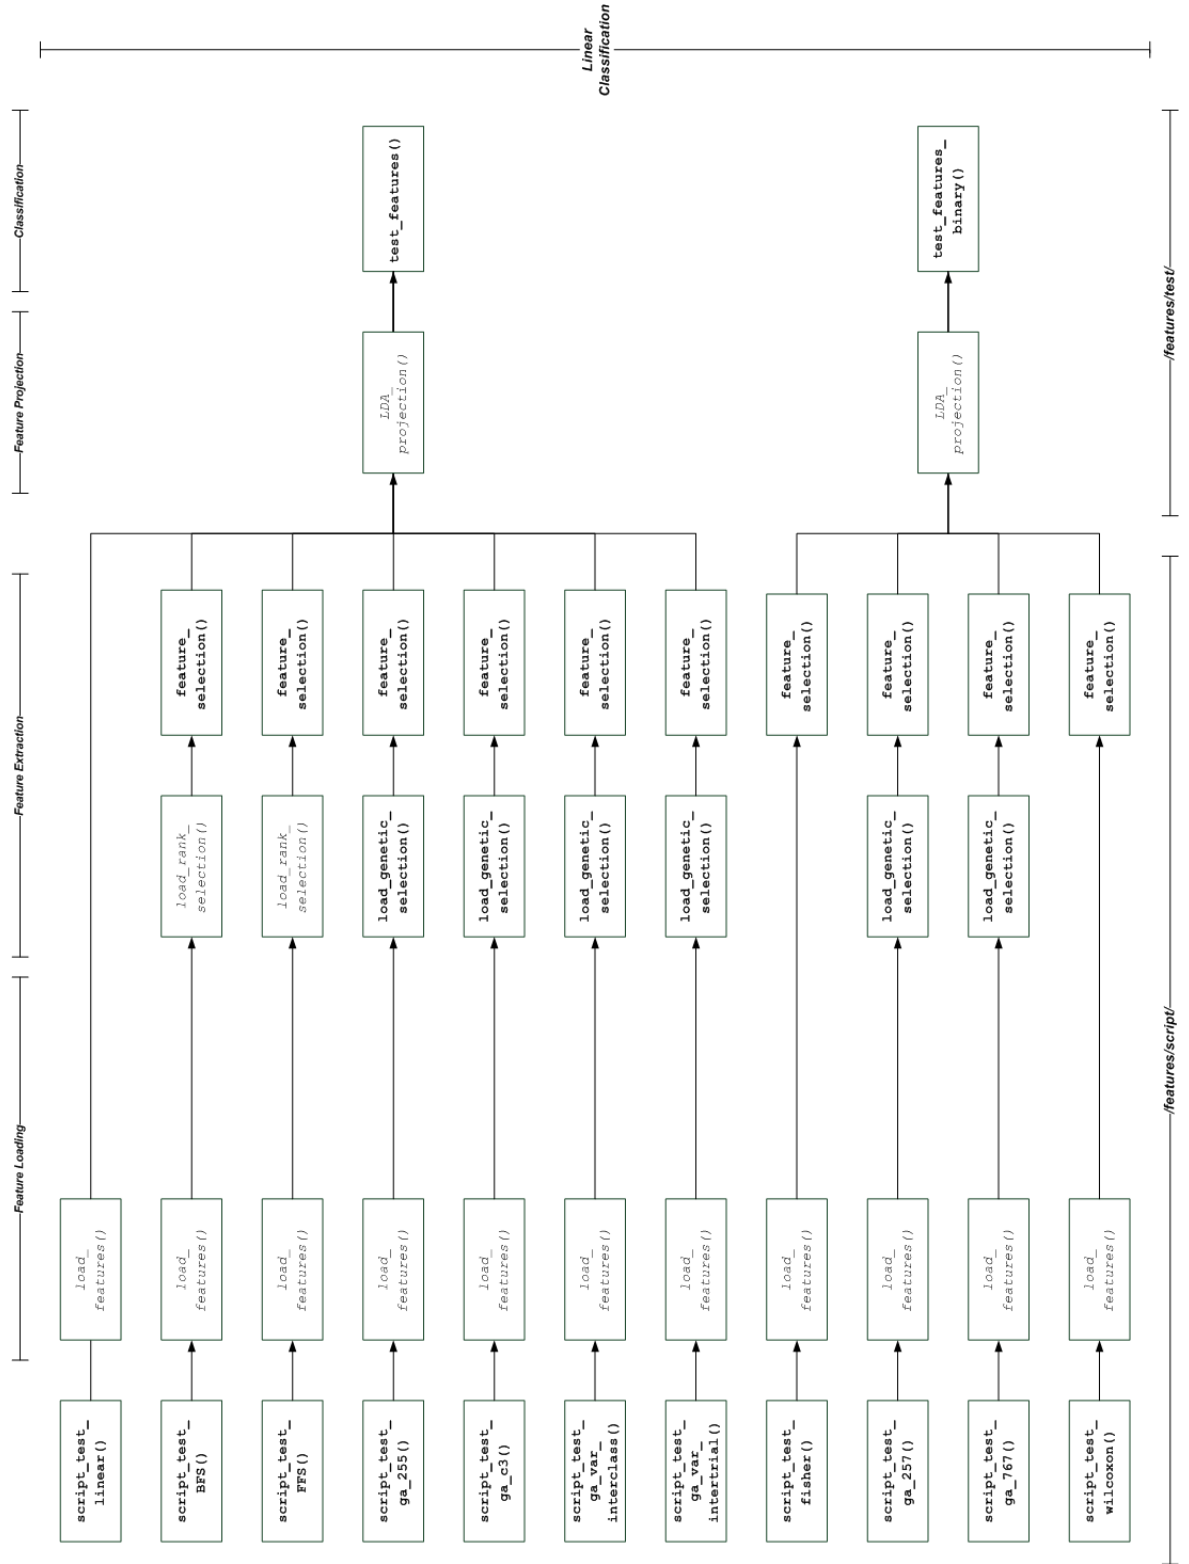 Linear
Classification
Classification
Feature Projection
Feature Extraction
Feature Loading
/features/test/
/features/script/
script_test_
linear()
load_
features()
script_test_
BFS()
load_
features()
load_rank_
selection()
feature_
selection()
script_test_
FFS()
load_
features()
load_rank_
selection()
feature_
selection()
script_test_
ga_255()
load_
features()
load_genetic_
selection()
feature_
selection()
LDA_
projection()
test_features()
script_test_
ga_c3()
load_
features()
load_genetic_
selection()
feature_
selection()
script_test_
ga_var_
interclass()
load_
features()
load_genetic_
selection()
feature_
selection()
script_test_
ga_var_
intertrial()
load_
features()
load_genetic_
selection()
feature_
selection()
script_test_
fisher()
load_
features()
feature_
selection()
script_test_
ga_257()
load_
features()
load_genetic_
selection()
feature_
selection()
LDA_
projection()
test_features_
binary()
script_test_
ga_767()
load_
features()
load_genetic_
selection()
feature_
selection()
script_test_
wilcoxon()
load_
features()
feature_
selection()